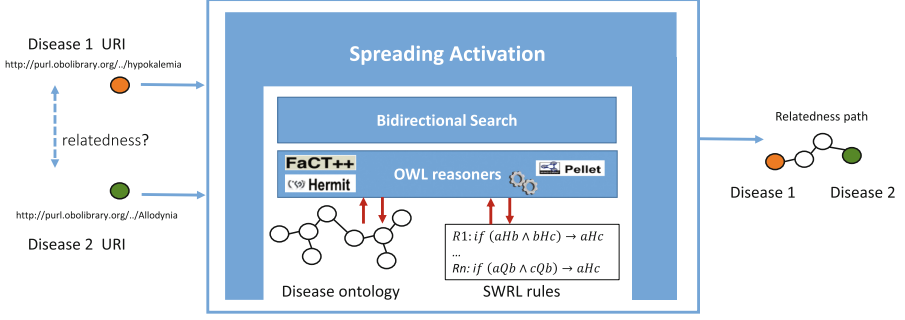 Disease 1 URI
http://purl.obolibrary.org/../hypokalemia
relatedness?
http://purl.obolibrary.org/../Allodynia
Disease 2 URI
Spreading Activation
Bidirectional Search
OWL reasoners
FaCT++
Hermit
Pellet
Disease ontology
R1: if (aHb ∧ bHc) → aHc
...
Rn: if (aQb ∧ cQb) → aHc
SWRL rules
Relatedness path
Disease 1
Disease 2